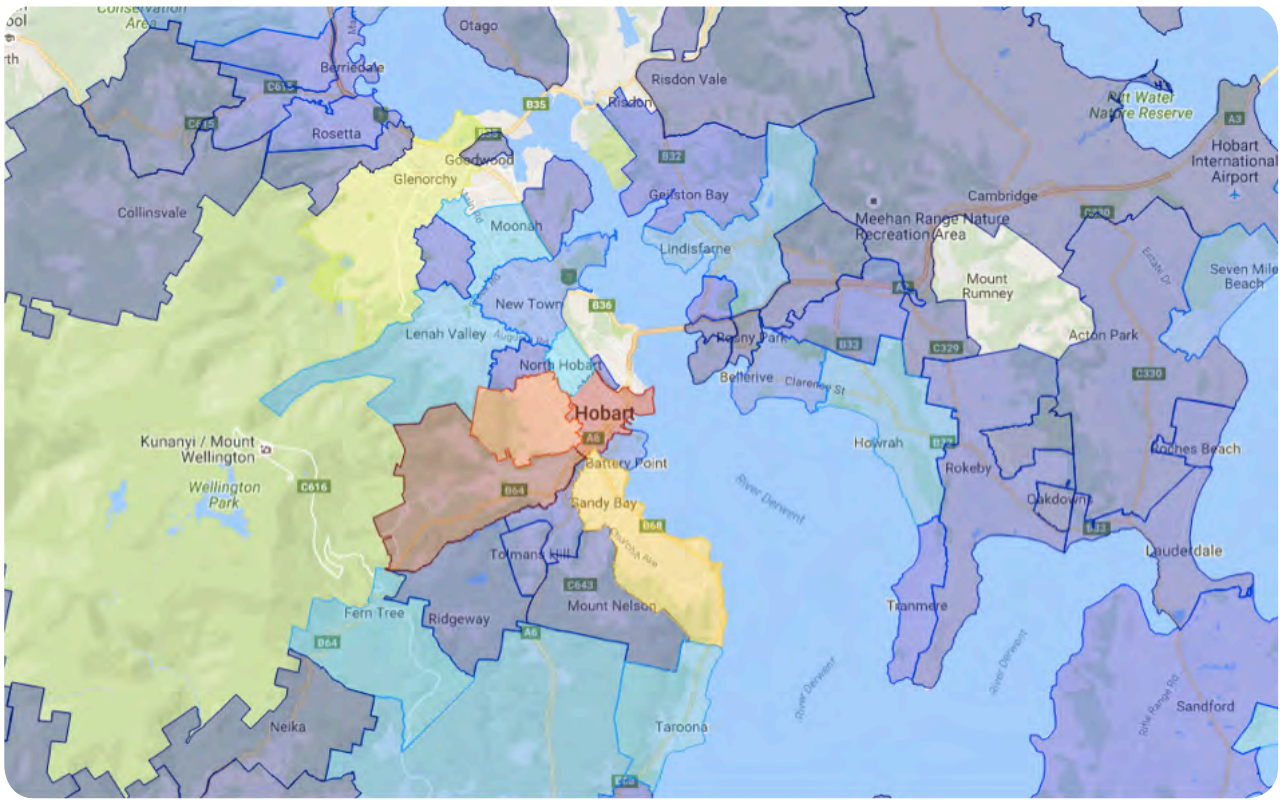 Conservation
Area
Otago
Berriedale
Risdon Vale
C615
B35
Risdon
Pitt Water
Nature Reserve
A3
C615
Rosetta
Goodwood
B32
Hobart
International
Airport
Glenorchy
Geilston Bay
Cambridge
Collinsvale
Moonah
Meehan Range Nature
Recreation Area
Lindisfarne
Mount
Rumney
Seven Mile
Beach
New Town
B36
Lenah Valley
Augusta Rd
Rosny Park
B33
C329
Acton Park
North Hobart
Bellerive
Clarence St
C330
Hobart
A6
Kunanyi / Mount
Wellington
Battery Point
Howrah
Roches Beach
Wellington
Park
C616
B64
Sandy Bay
River Derwent
Rokeby
Oakdowns
B68
Tolmans Hill
Lauderdale
C643
Mount Nelson
Fern Tree
Ridgeway
Tranmere
B64
A6
River Derwent
River Derwent
Neika
Taroona
Sandford